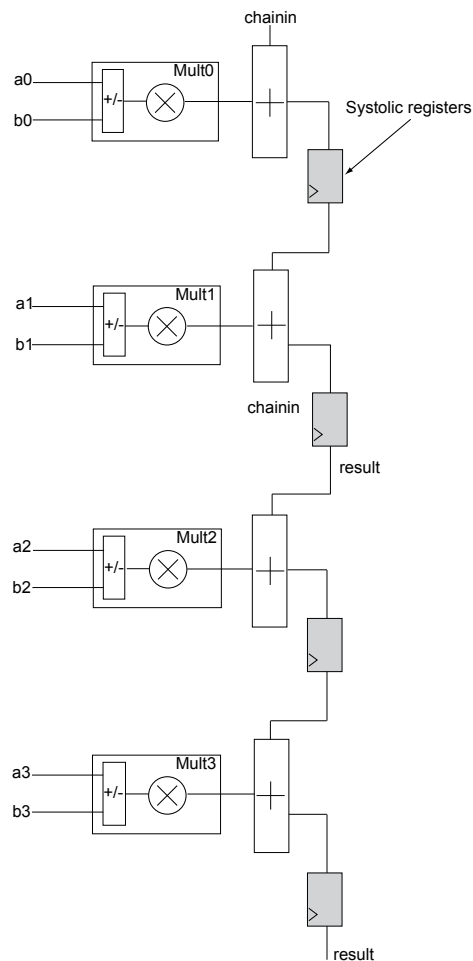 chainin
Mult0
a0
+/-
b0
Systolic registers
Mult1
a1
+/-
b1
chainin
result
Mult2
a2
+/-
b2
Mult3
a3
+/-
b3
result